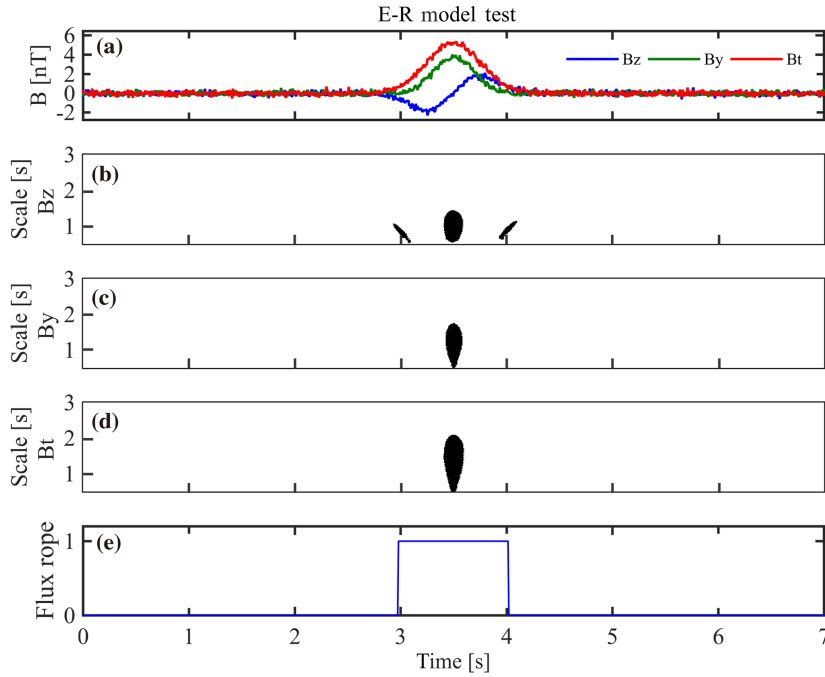 E-R model test
(a)
B [nT]
6
4
2
0
-2
Bz By Bt
(b)
Scale [s]
Bz
3
2
1
(c)
Scale [s]
By
3
2
1
(d)
Scale [s]
Bt
3
2
1
(e)
Flux rope
1
0
0 1 2 3 4 5 6 7
Time [s]